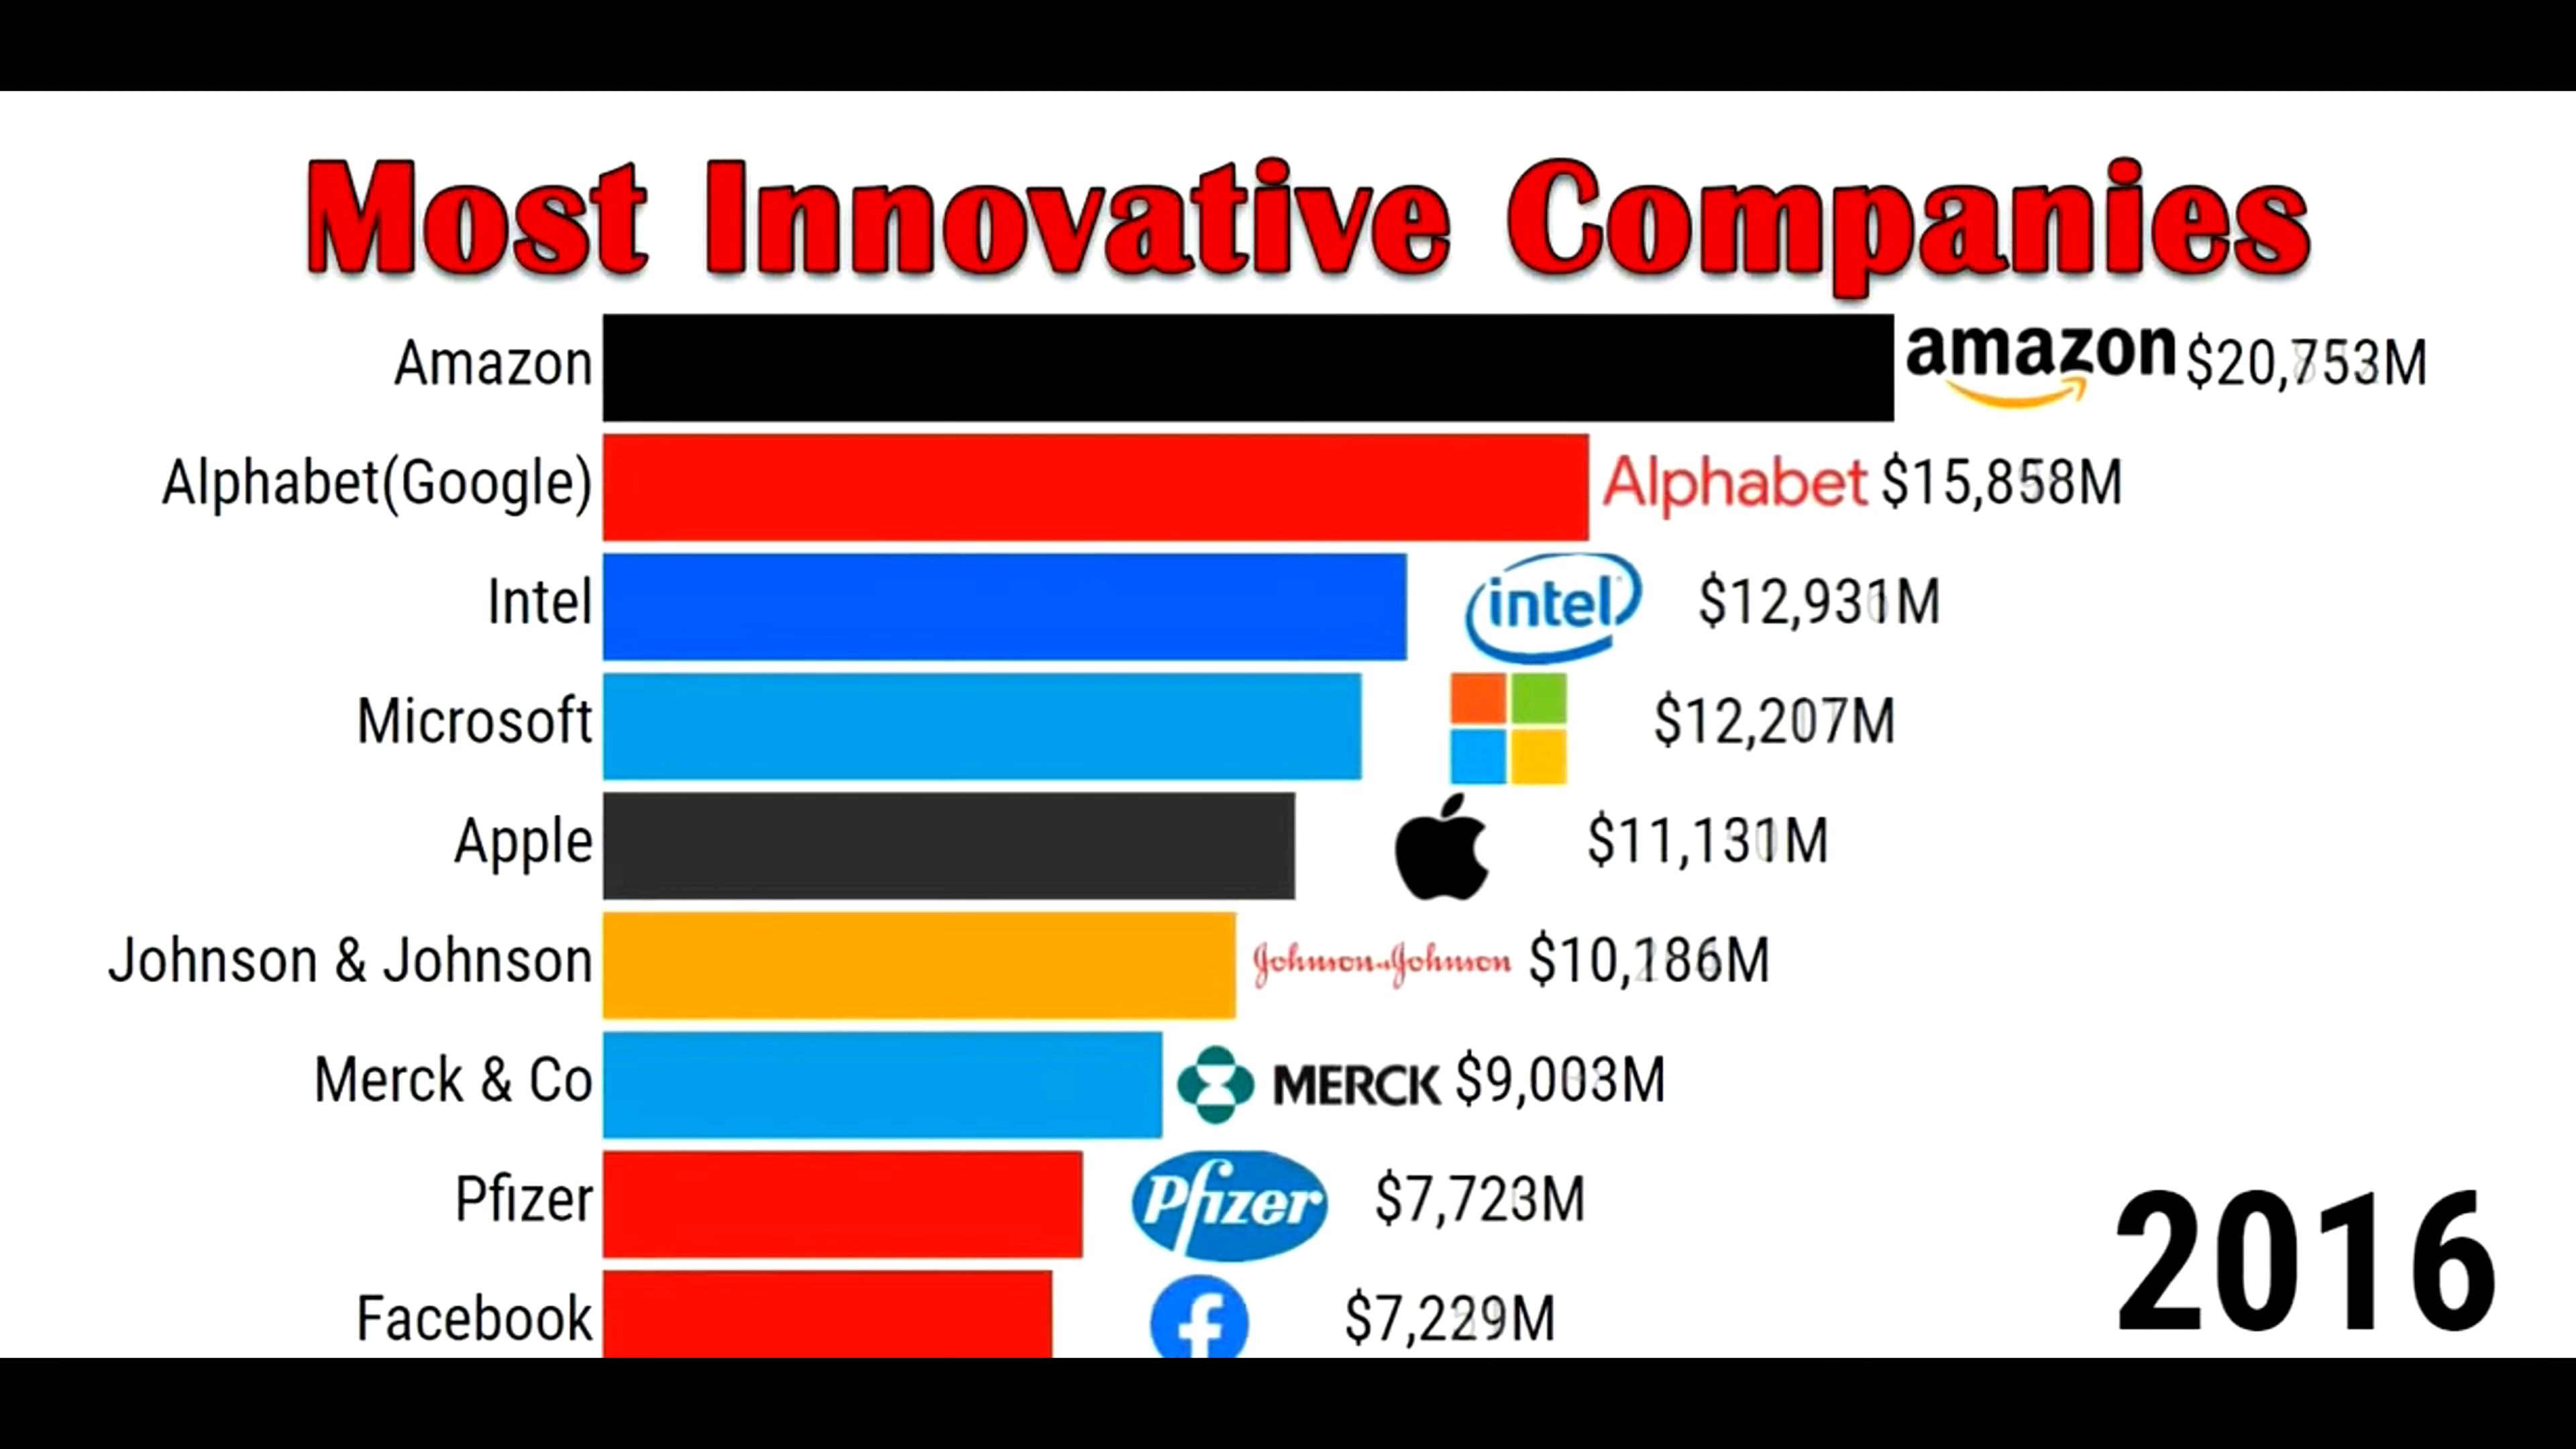 Most Innovative Companies
Amazon amazon $20,753M
Alphabet(Google) Alphabet $15,858M
Intel intel $12,931M
Microsoft $12,207M
Apple $11,131M
Johnson & Johnson Johnson&Johnson $10,186M
Merck & Co MERCK $9,003M
Pfizer Pfizer $7,723M
Facebook f $7,229M
2016